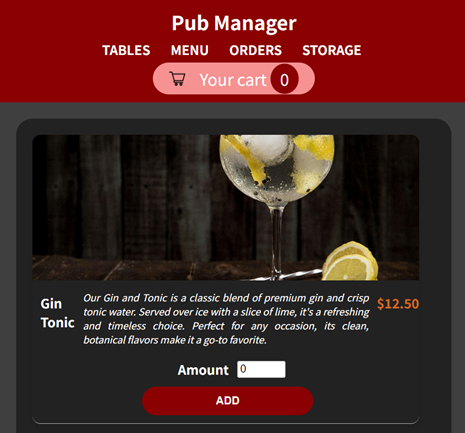 Pub Manager
TABLES MENU ORDERS STORAGE
Your cart 0
Gin
Tonic
Our Gin and Tonic is a classic blend of premium gin and crisp
tonic water. Served over ice with a slice of lime, it's a refreshing
and timeless choice. Perfect for any occasion, its clean,
botanical flavors make it a go-to favorite.
$12.50
Amount 0
ADD